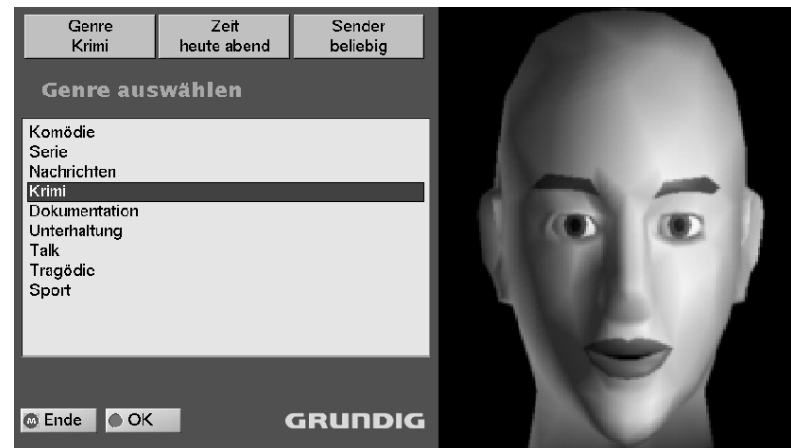 Genre
Krimi
Zeit
heute abend
Sender
beliebig
Genre auswählen
Komödie
Serie
Nachrichten
Krimi
Dokumentation
Unterhaltung
Talk
Tragödie
Sport
M Ende
OK
GRUNDIG